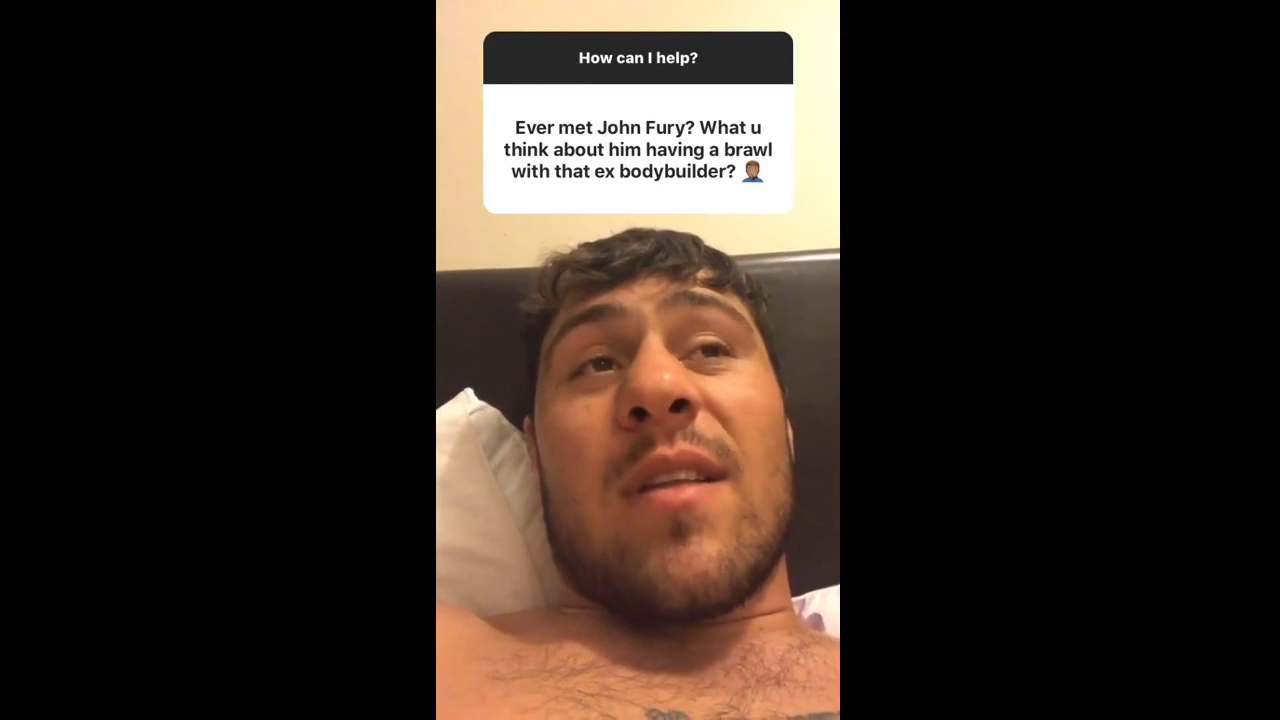 How can I help?
Ever met John Fury? What u
think about him having a brawl
with that ex bodybuilder? 🤦🏾‍♂️